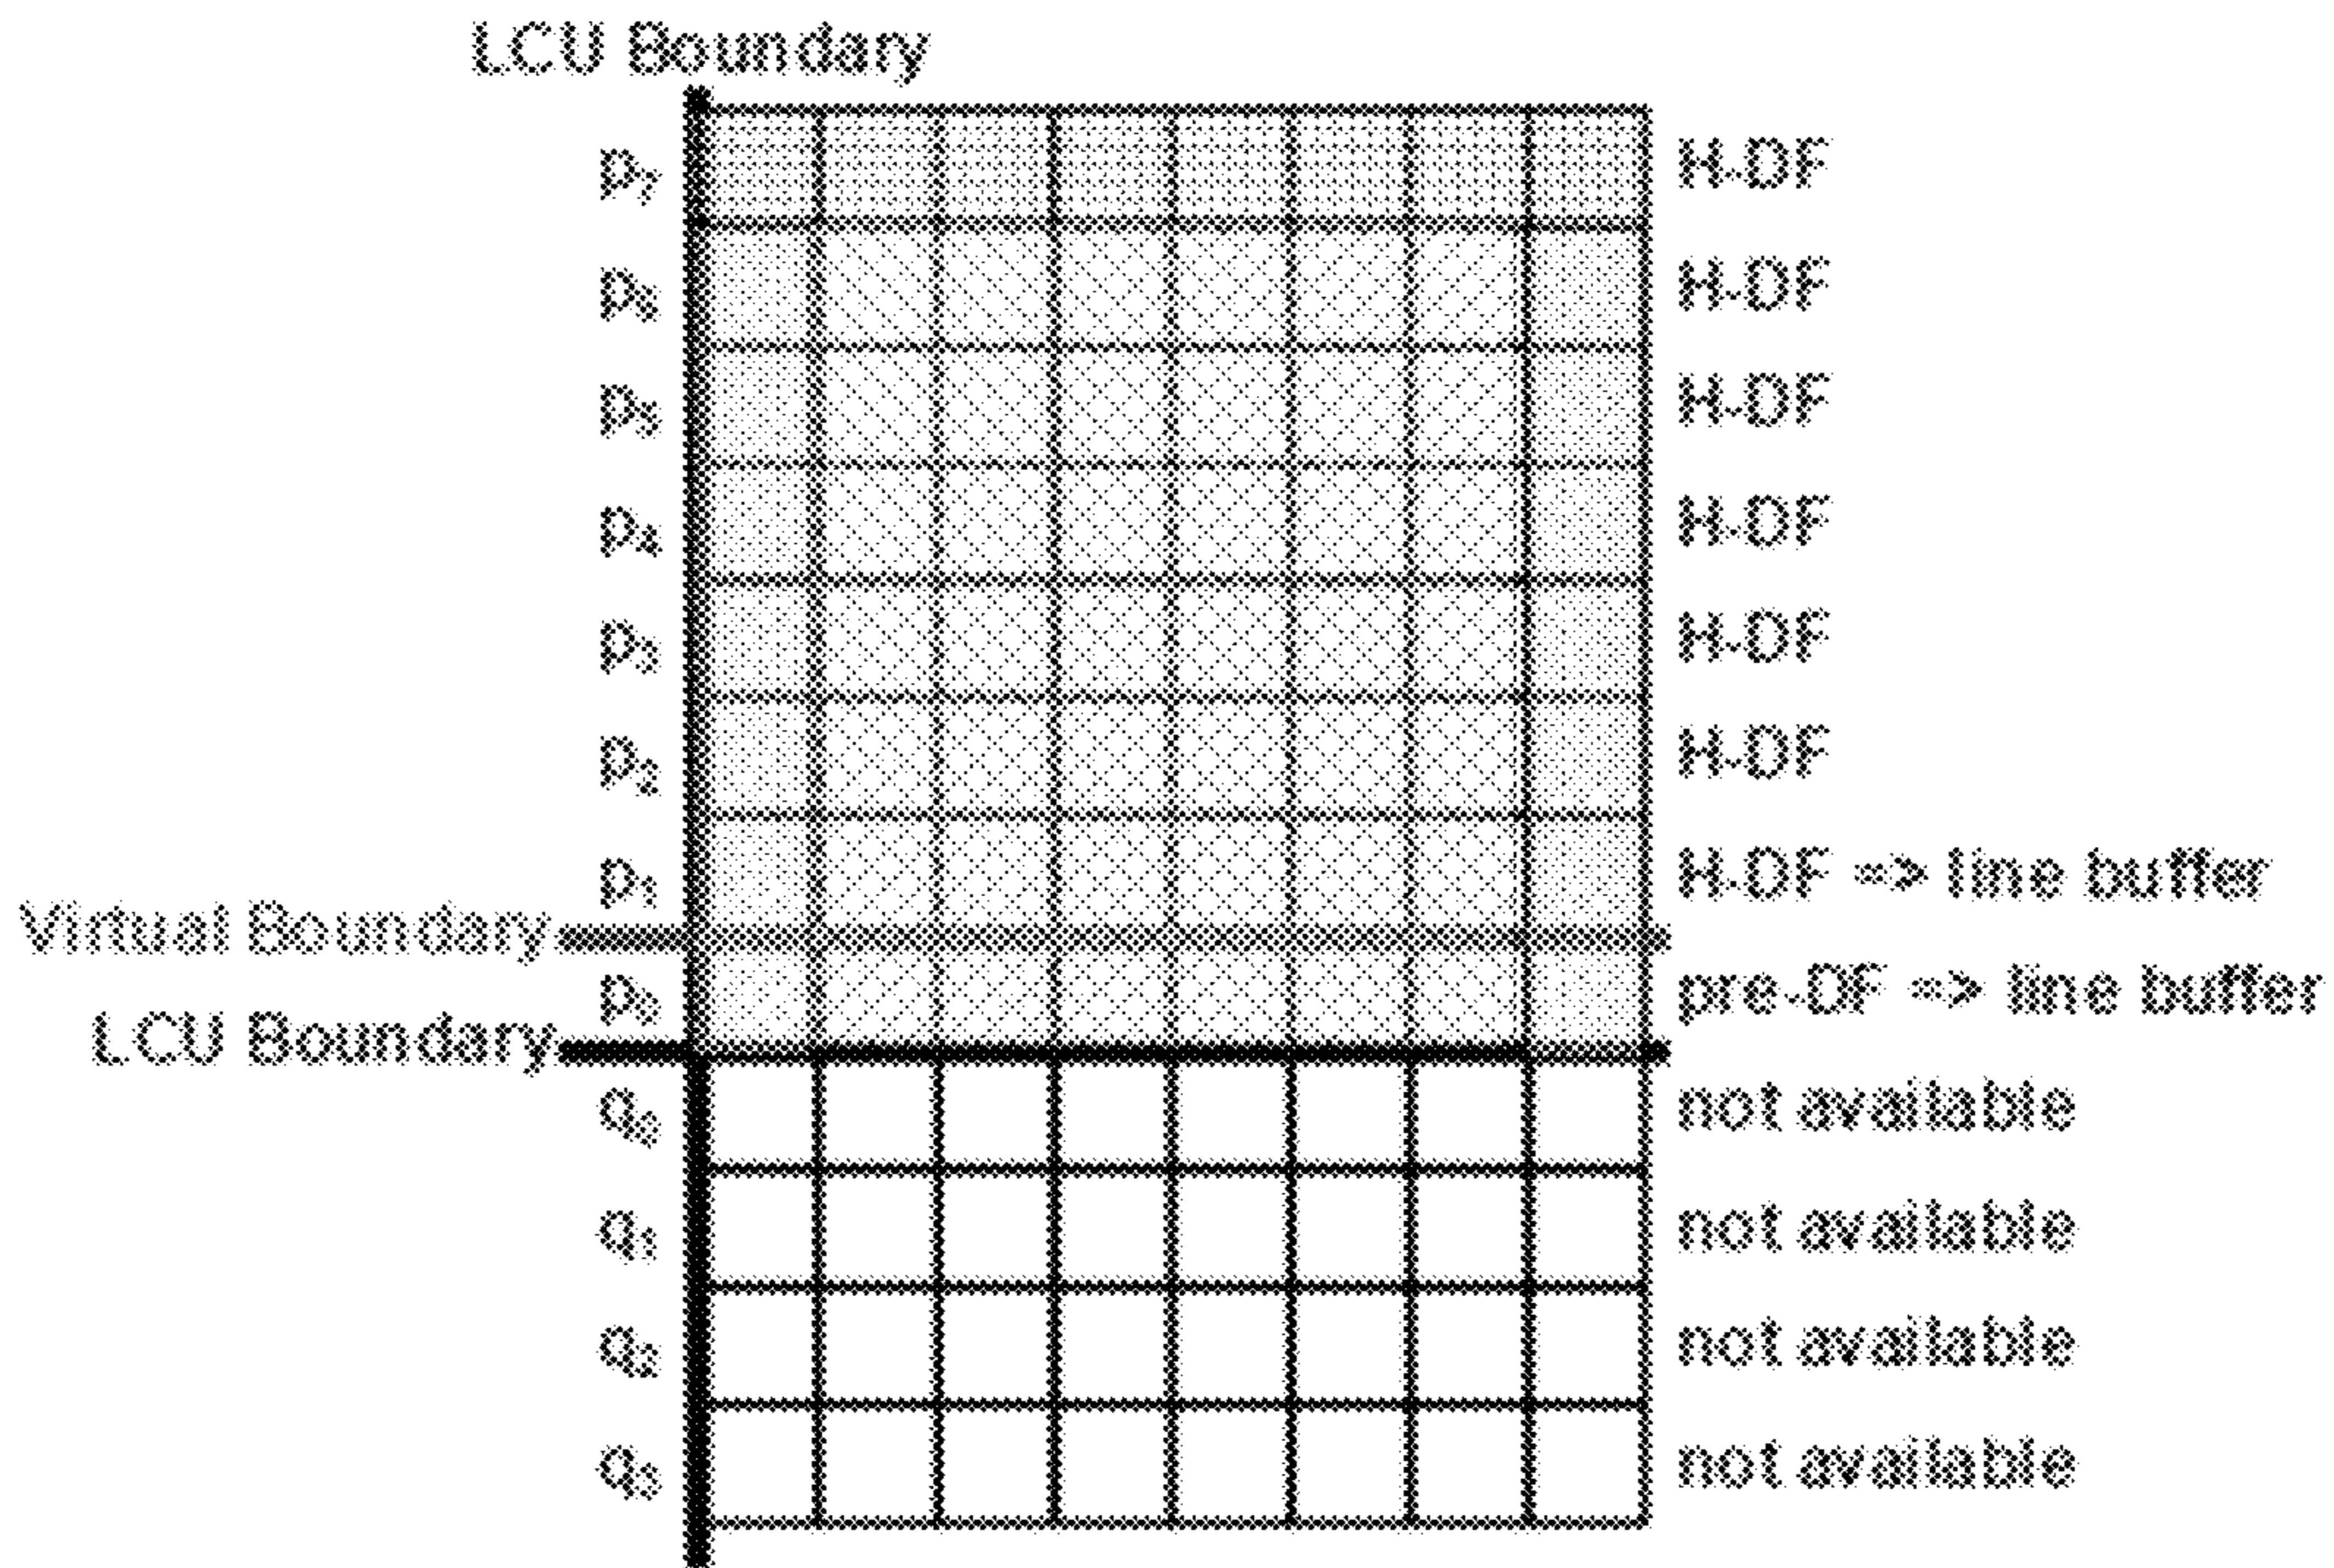 LCU Boundary
p₇ H-DF
p₆ H-DF
p₅ H-DF
p₄ H-DF
p₃ H-DF
p₂ H-DF
p₁ H-DF => line buffer
Virtual Boundary
p₀ pre-DF => line buffer
LCU Boundary
q₀ not available
q₁ not available
q₂ not available
q₃ not available